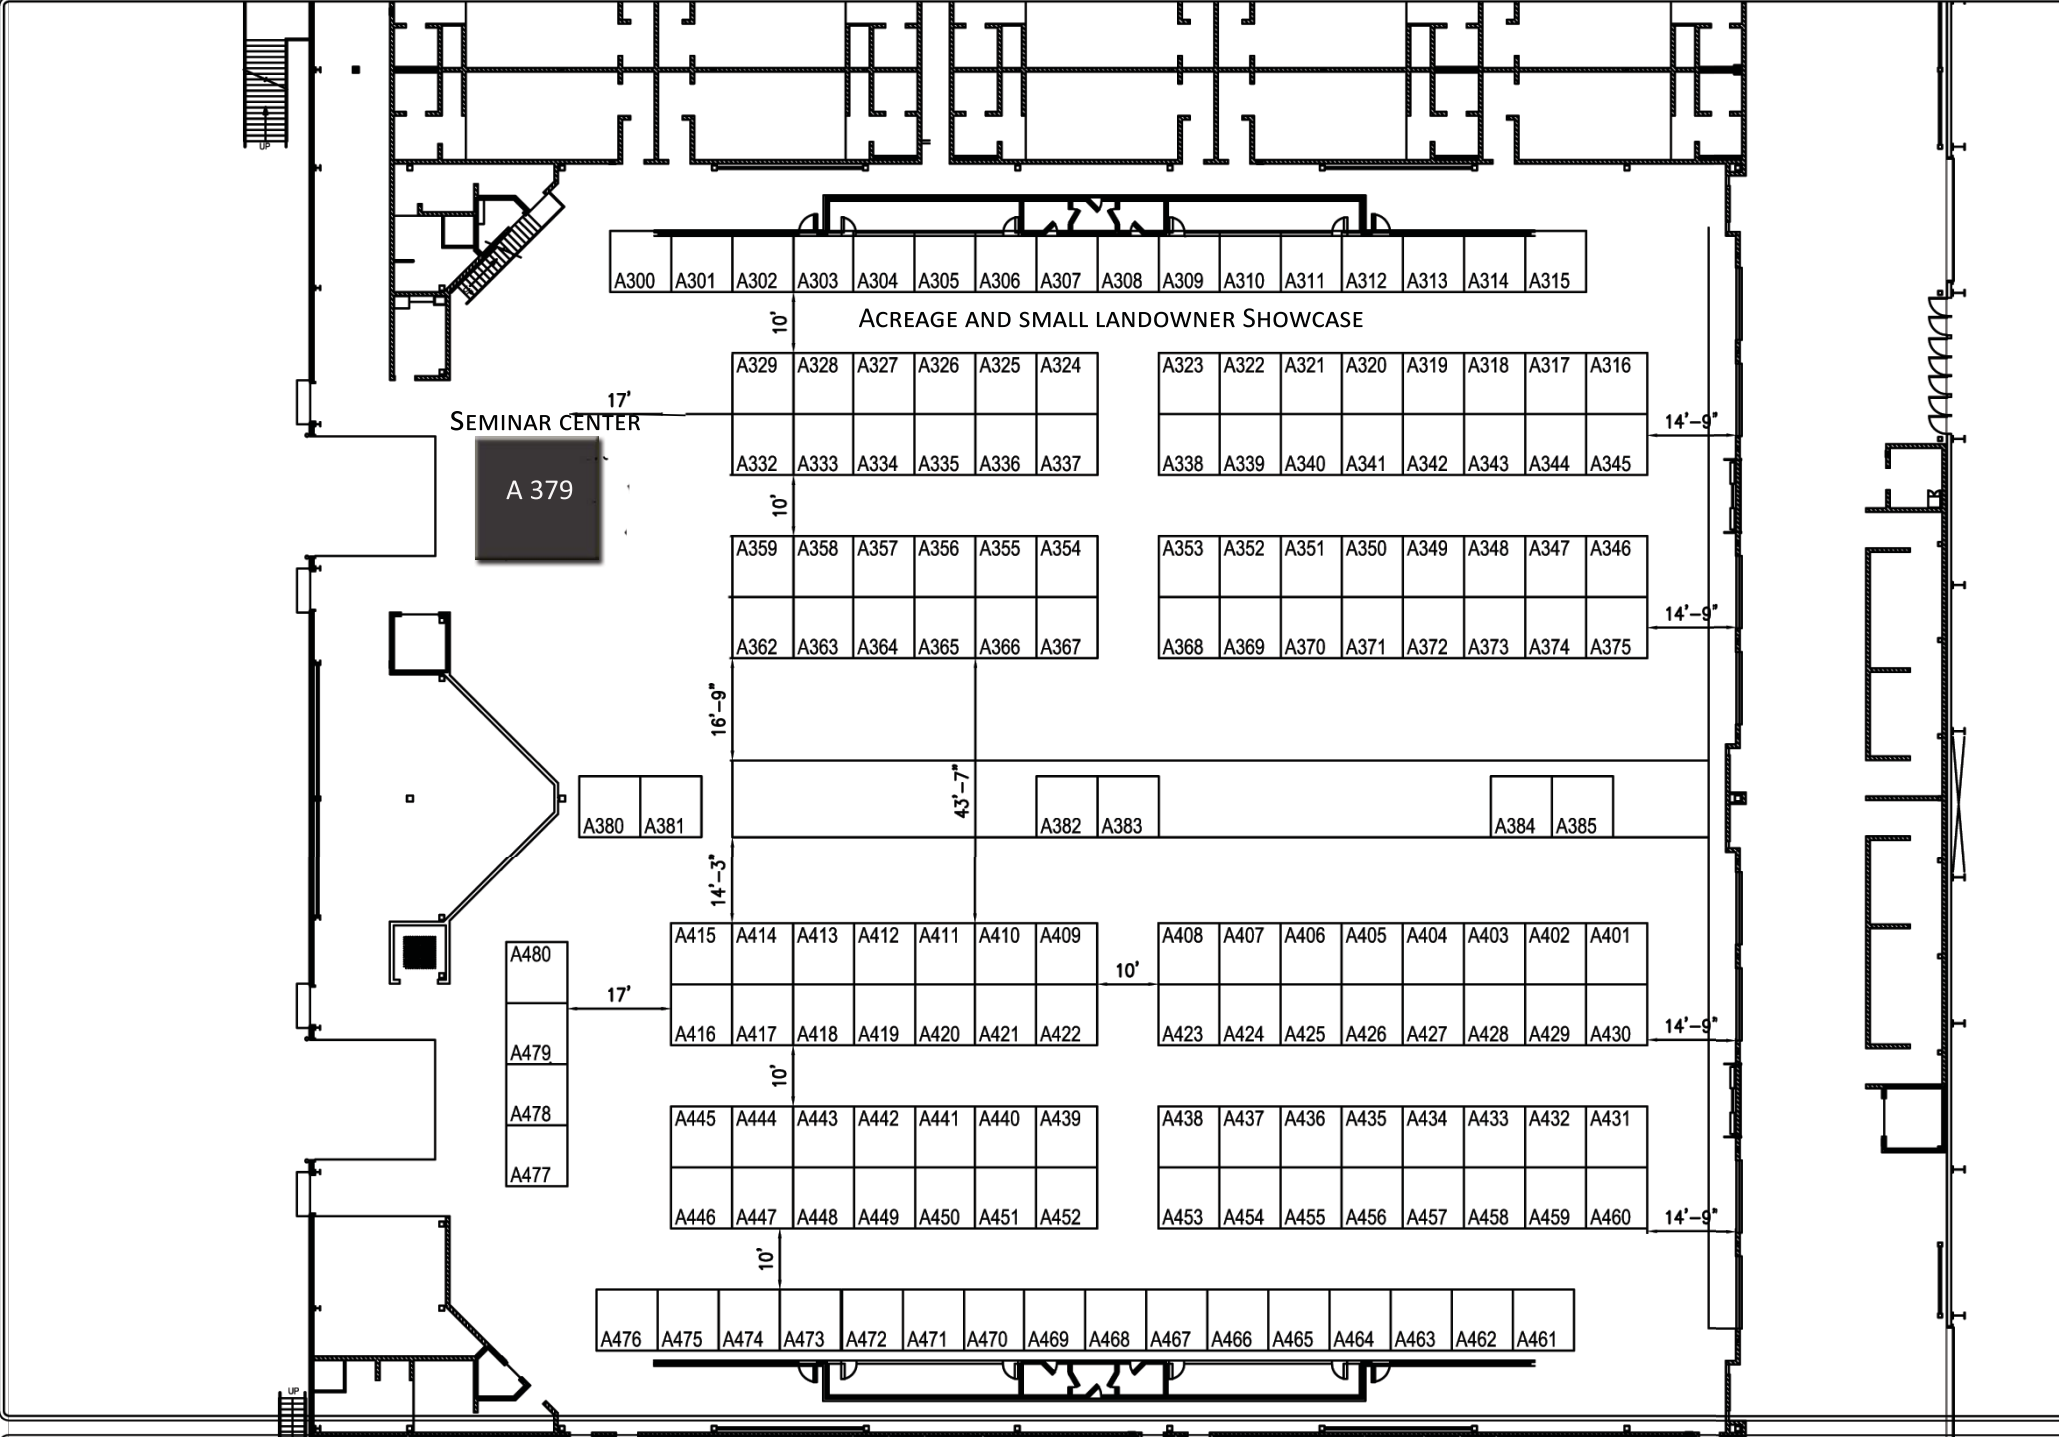 UP
A300 A301 A302 A303 A304 A305 A306 A307 A308 A309 A310 A311 A312 A313 A314 A315
10'
Acreage and small landowner Showcase
A329 A328 A327 A326 A325 A324 A323 A322 A321 A320 A319 A318 A317 A316
17'
Seminar center
14'-9"
A332 A333 A334 A335 A336 A337 A338 A339 A340 A341 A342 A343 A344 A345
A 379
10'
A359 A358 A357 A356 A355 A354 A353 A352 A351 A350 A349 A348 A347 A346
14'-9"
A362 A363 A364 A365 A366 A367 A368 A369 A370 A371 A372 A373 A374 A375
16'-9"
43'-7"
A380 A381 A382 A383 A384 A385
14'-3"
A415 A414 A413 A412 A411 A410 A409 A408 A407 A406 A405 A404 A403 A402 A401
A480
10'
17'
A416 A417 A418 A419 A420 A421 A422 A423 A424 A425 A426 A427 A428 A429 A430
14'-9"
A479
10'
A478
A445 A444 A443 A442 A441 A440 A439 A438 A437 A436 A435 A434 A433 A432 A431
A477
A446 A447 A448 A449 A450 A451 A452 A453 A454 A455 A456 A457 A458 A459 A460
14'-9"
10'
A476 A475 A474 A473 A472 A471 A470 A469 A468 A467 A466 A465 A464 A463 A462 A461
UP